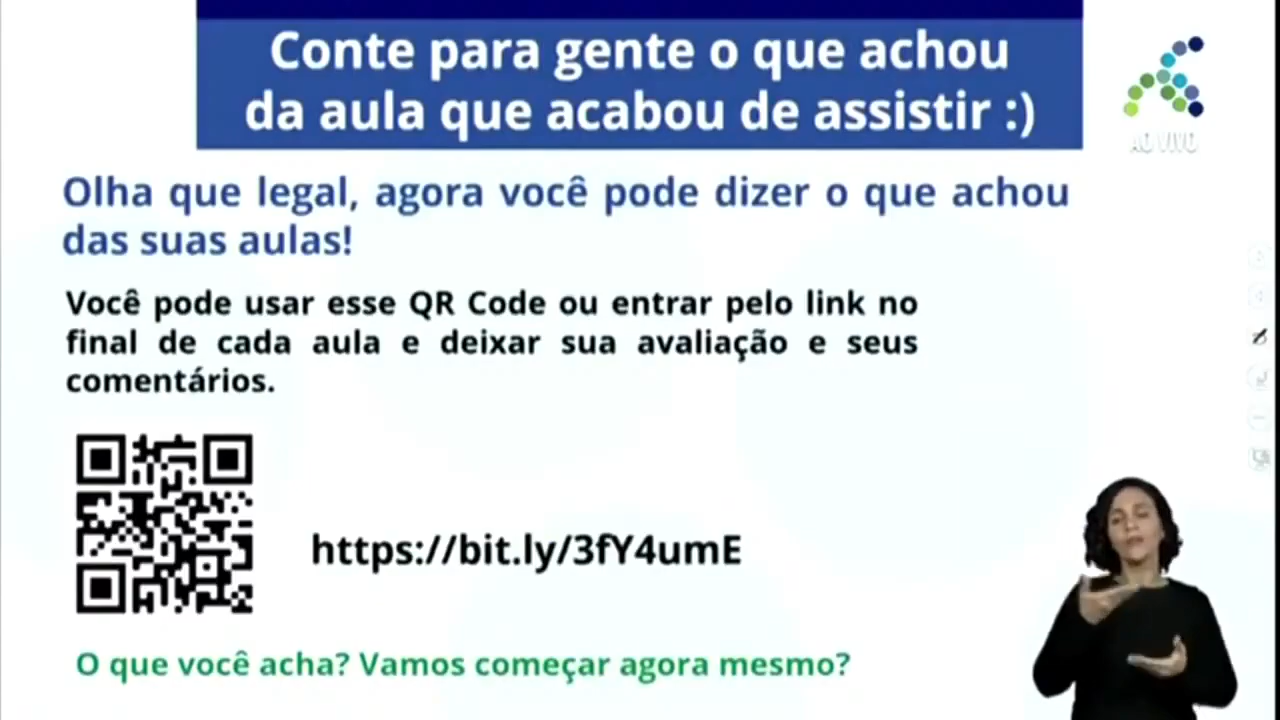 Conte para gente o que achou
da aula que acabou de assistir :)
AO VIVO
Olha que legal, agora você pode dizer o que achou
das suas aulas!
Você pode usar esse QR Code ou entrar pelo link no
final de cada aula e deixar sua avaliação e seus
comentários.
https://bit.ly/3fY4umE
O que você acha? Vamos começar agora mesmo?